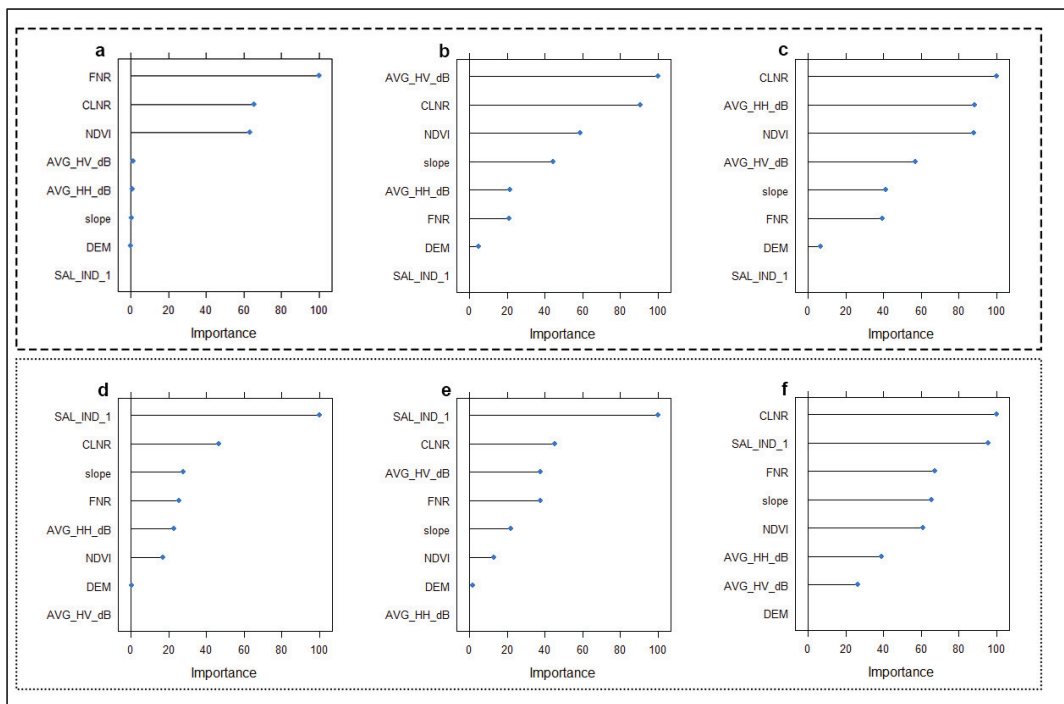 a
FNR
CLNR
NDVI
AVG_HV_dB
AVG_HH_dB
slope
DEM
SAL_IND_1
0 20 40 60 80 100
Importance
b
AVG_HV_dB
CLNR
NDVI
slope
AVG_HH_dB
FNR
DEM
SAL_IND_1
0 20 40 60 80 100
Importance
c
CLNR
AVG_HH_dB
NDVI
AVG_HV_dB
slope
FNR
DEM
SAL_IND_1
0 20 40 60 80 100
Importance
d
SAL_IND_1
CLNR
slope
FNR
AVG_HH_dB
NDVI
DEM
AVG_HV_dB
0 20 40 60 80 100
Importance
e
SAL_IND_1
CLNR
AVG_HV_dB
FNR
slope
NDVI
DEM
AVG_HH_dB
0 20 40 60 80 100
Importance
f
CLNR
SAL_IND_1
FNR
slope
NDVI
AVG_HH_dB
AVG_HV_dB
DEM
0 20 40 60 80 100
Importance